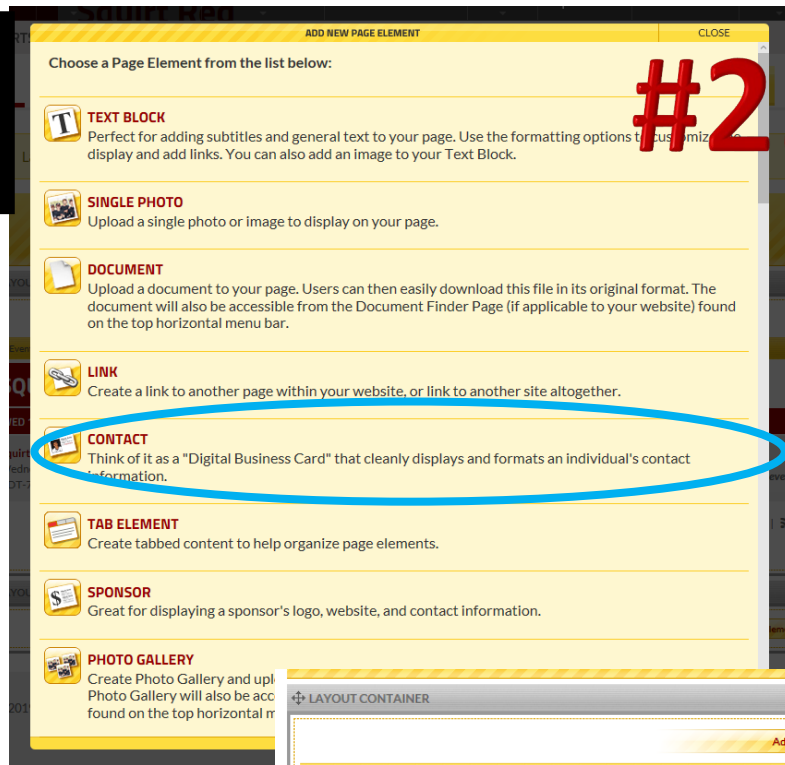 Squirt Red
ADD NEW PAGE ELEMENT CLOSE
Choose a Page Element from the list below:
#2
TEXT BLOCK
Perfect for adding subtitles and general text to your page. Use the formatting options
display and add links. You can also add an image to your Text Block.
SINGLE PHOTO
Upload a single photo or image to display on your page.
DOCUMENT
Upload a document to your page. Users can then easily download this file in its original format. The
document will also be accessible from the Document Finder Page (if applicable to your website) found
on the top horizontal menu bar.
LINK
Create a link to another page within your website, or link to another site altogether.
CONTACT
Think of it as a "Digital Business Card" that cleanly displays and formats an individual's contact
information.
TAB ELEMENT
Create tabbed content to help organize page elements.
SPONSOR
Great for displaying a sponsor's logo, website, and contact information.
PHOTO GALLERY
Create Photo Gallery and upl
Photo Gallery will also be acc
found on the top horizontal m
LAYOUT CONTAINER
Ad